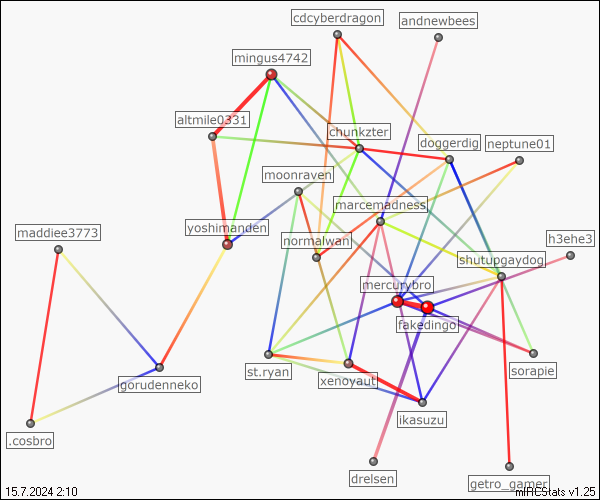 cdcyberdragon
andnewbees
mingus4742
altmile0331
chunkzter
doggerdig
neptune01
moonraven
marcemadness
maddiee3773
yoshimanden
normalwan
h3ehe3
shutupgaydog
mercurybro
fakedingo
gorudenneko
st.ryan
xenoyaut
sorapie
ikasuzu
.cosbro
drelsen
getro_gamer
15.7.2024 2:10
mIRCStats v1.25